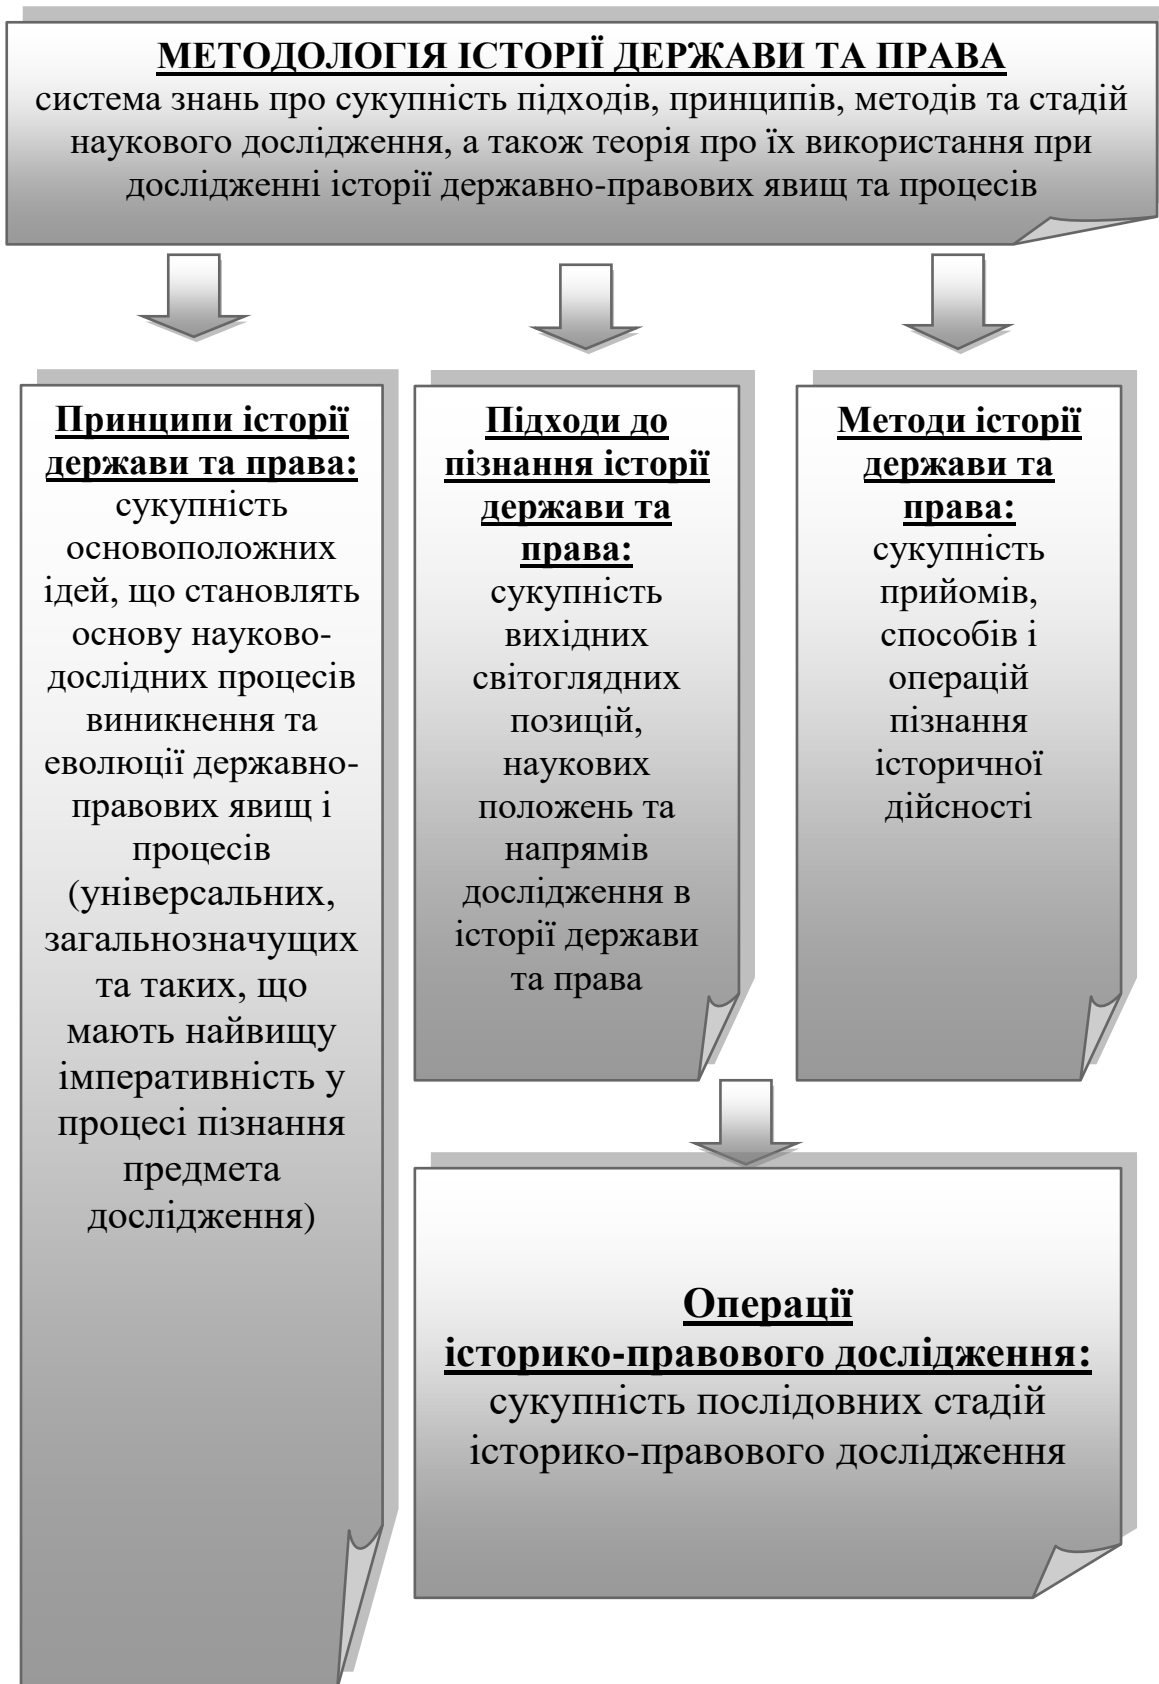 МЕТОДОЛОГІЯ ІСТОРІЇ ДЕРЖАВИ ТА ПРАВА
система знань про сукупність підходів, принципів, методів та стадій
наукового дослідження, а також теорія про їх використання при
дослідженні історії державно-правових явищ та процесів
Принципи історії
держави та права:
сукупність
основоположних
ідей, що становлять
основу науково-
дослідних процесів
виникнення та
еволюції державно-
правових явищ і
процесів
(універсальних,
загальнозначущих
та таких, що
мають найвищу
імперативність у
процесі пізнання
предмета
дослідження)
Підходи до
пізнання історії
держави та
права:
сукупність
вихідних
світоглядних
позицій,
наукових
положень та
напрямів
дослідження в
історії держави
та права
Методи історії
держави та
права:
сукупність
прийомів,
способів і
операцій
пізнання
історичної
дійсності
Операції
історико-правового дослідження:
сукупність послідовних стадій
історико-правового дослідження